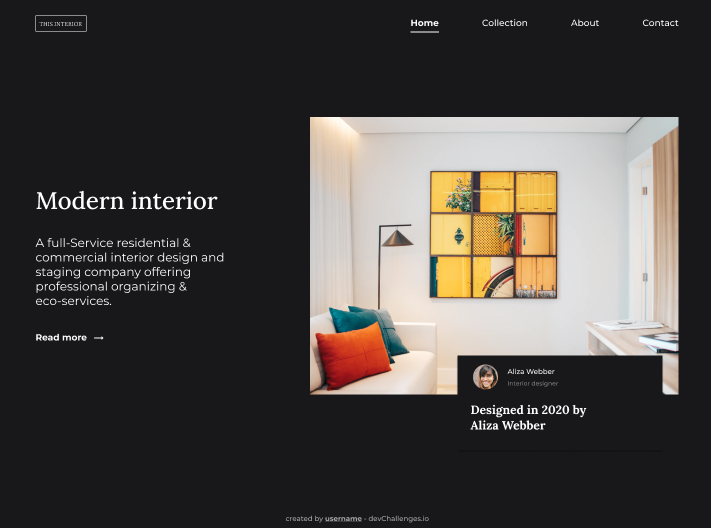 THIS INTERIOR
Home
Collection
About
Contact
Modern interior
A full-Service residential &
commercial interior design and
staging company offering
professional organizing &
eco-services.
Read more →
Aliza Webber
Interior designer
Designed in 2020 by
Aliza Webber
created by username - devChallenges.io